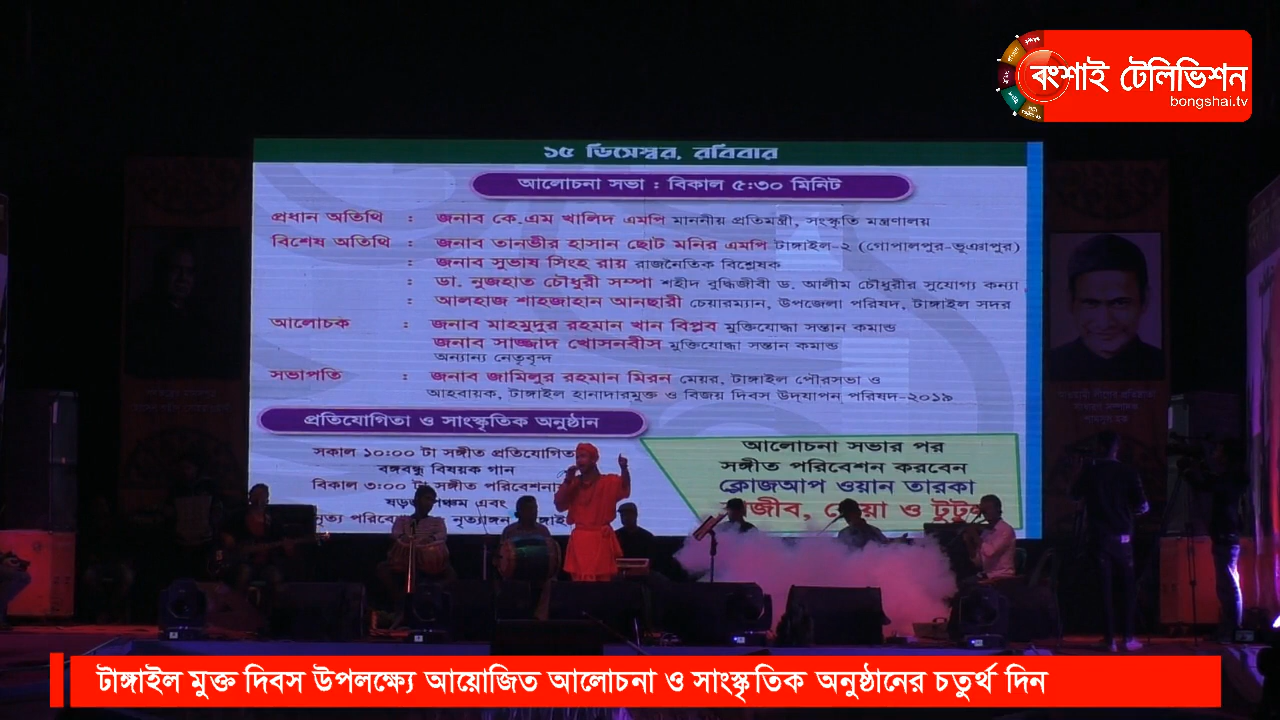 বংশাই টেলিভিশন
bongshai.tv
১৫ ডিসেম্বর, রবিবার
আলোচনা সভা : বিকাল ৫:৩০ মিনিট
প্রধান অতিথি : জনাব কে.এম খালিদ এমপি মাননীয় প্রতিমন্ত্রী, সংস্কৃতি মন্ত্রণালয়
বিশেষ অতিথি : জনাব তানভীর হাসান ছোট মনির এমপি টাঙ্গাইল-২ (গোপালপুর-ভূঞাপুর)
: জনাব সুভাষ সিংহ রায় রাজনৈতিক বিশ্লেষক
: ডা. নুজহাত চৌধুরী সম্পা শহীদ বুদ্ধিজীবী ড. আলীম চৌধুরীর সুযোগ্য কন্যা
: আলহাজ শাহজাহান আনছারী চেয়ারম্যান, উপজেলা পরিষদ, টাঙ্গাইল সদর
আলোচক : জনাব মাহমুদুর রহমান খান বিপ্লব মুক্তিযোদ্ধা সন্তান কমান্ড
জনাব সাজ্জাদ খোসনবীস মুক্তিযোদ্ধা সন্তান কমান্ড
অন্যান্য নেতৃবৃন্দ
সভাপতি : জনাব জামিলুর রহমান মিরন মেয়র, টাঙ্গাইল পৌরসভা ও
আহবায়ক, টাঙ্গাইল হানাদারমুক্ত ও বিজয় দিবস উদ্‌যাপন পরিষদ-২০১৯
প্রতিযোগিতা ও সাংস্কৃতিক অনুষ্ঠান
সকাল ১০:০০ টা সঙ্গীত প্রতিযোগিত
বঙ্গবন্ধু বিষয়ক গান
বিকাল ৩:০০ টা সঙ্গীত পরিবেশনা
এবং
আলোচনা সভার পর
সঙ্গীত পরিবেশন করবেন
ক্লোজআপ ওয়ান তারকা
ও টুটুল
টাঙ্গাইল মুক্ত দিবস উপলক্ষ্যে আয়োজিত আলোচনা ও সাংস্কৃতিক অনুষ্ঠানের চতুর্থ দিন